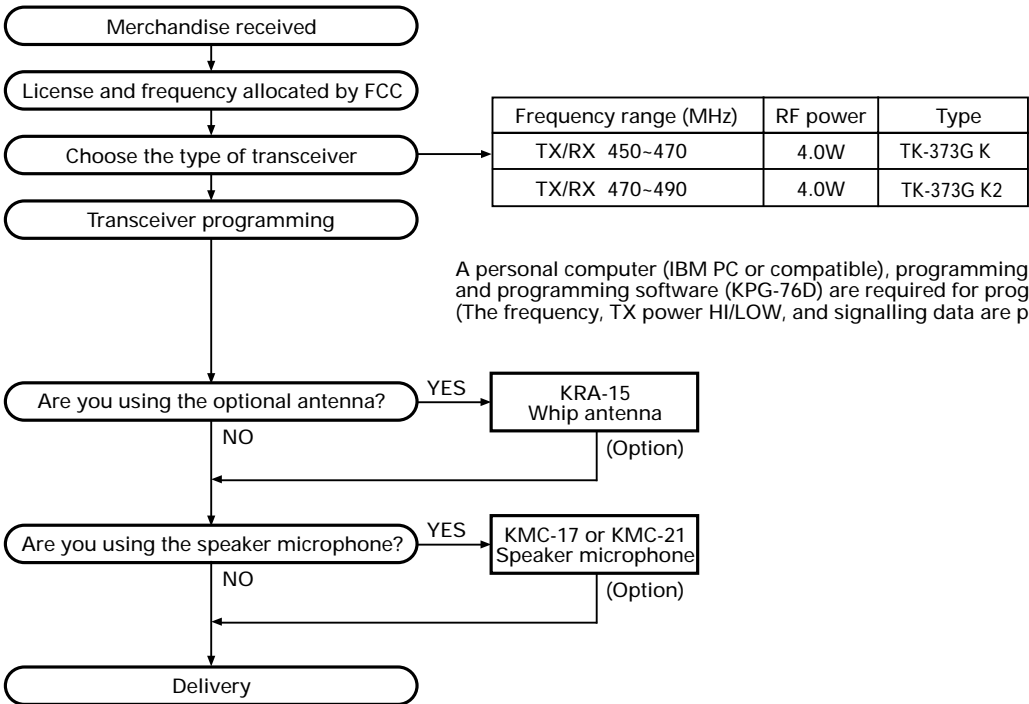 Merchandise received
License and frequency allocated by FCC
Choose the type of transceiver
Frequency range (MHz) RF power Type
TX/RX 450~470 4.0W TK-373G K
TX/RX 470~490 4.0W TK-373G K2
Transceiver programming
A personal computer (IBM PC or compatible), programming
and programming software (KPG-76D) are required for prog
(The frequency, TX power HI/LOW, and signalling data are p
Are you using the optional antenna?
YES
KRA-15
Whip antenna
NO
(Option)
Are you using the speaker microphone?
YES
KMC-17 or KMC-21
Speaker microphone
NO
(Option)
Delivery